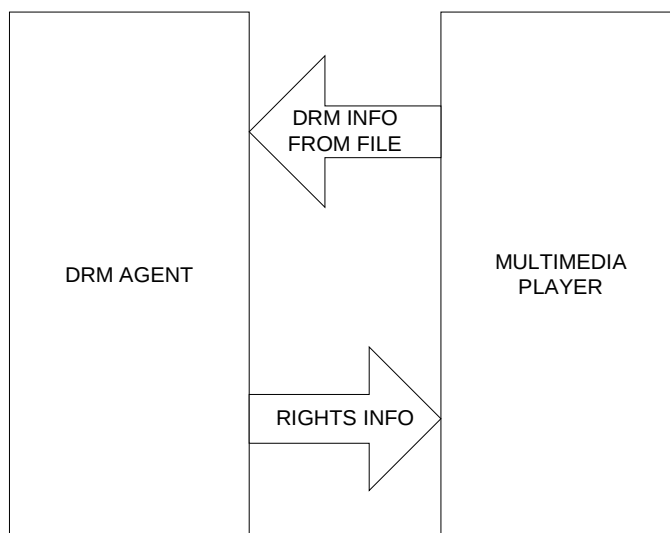 DRM INFO
FROM FILE
DRM AGENT
MULTIMEDIA
PLAYER
RIGHTS INFO